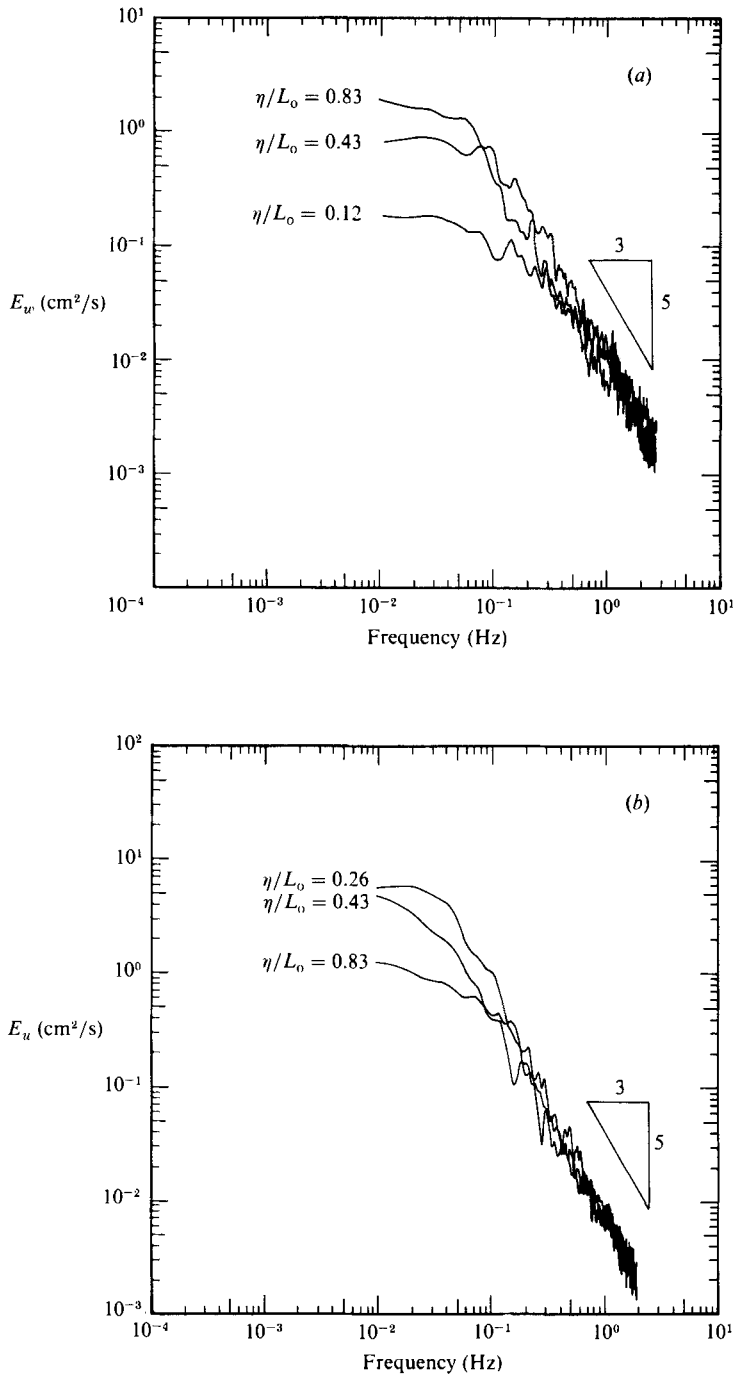 10¹
(a)
η/L₀ = 0.83
10⁰
η/L₀ = 0.43
η/L₀ = 0.12
10⁻¹
3
5
E_w (cm²/s)
10⁻²
10⁻³
10⁻⁴
10⁻³
10⁻²
10⁻¹
10⁰
10¹
Frequency (Hz)
10²
(b)
10¹
η/L₀ = 0.26
η/L₀ = 0.43
η/L₀ = 0.83
10⁰
E_u (cm²/s)
10⁻¹
3
5
10⁻²
10⁻³
10⁻⁴
10⁻³
10⁻²
10⁻¹
10⁰
10¹
Frequency (Hz)